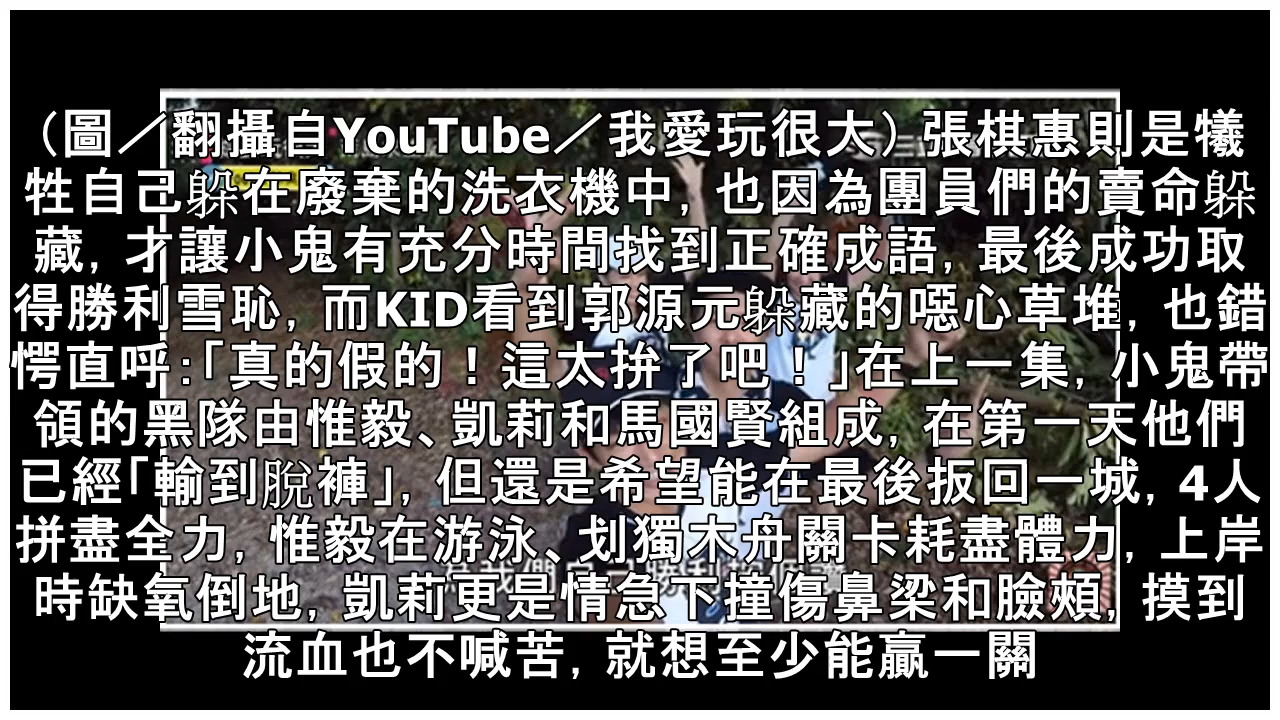 （圖／翻攝自YouTube／我愛玩很大）張棋惠則是犧
牲自己躲在廢棄的洗衣機中，也因為團員們的賣命躲
藏，才讓小鬼有充分時間找到正確成語，最後成功取
得勝利雪恥，而KID看到郭源元躲藏的噁心草堆，也錯
愕直呼：「真的假的！這太拚了吧！」在上一集，小鬼帶
領的黑隊由惟毅、凱莉和馬國賢組成，在第一天他們
已經「輸到脫褲」，但還是希望能在最後扳回一城，4人
拼盡全力，惟毅在游泳、划獨木舟關卡耗盡體力，上岸
時缺氧倒地，凱莉更是情急下撞傷鼻梁和臉頰，摸到
流血也不喊苦，就想至少能贏一關